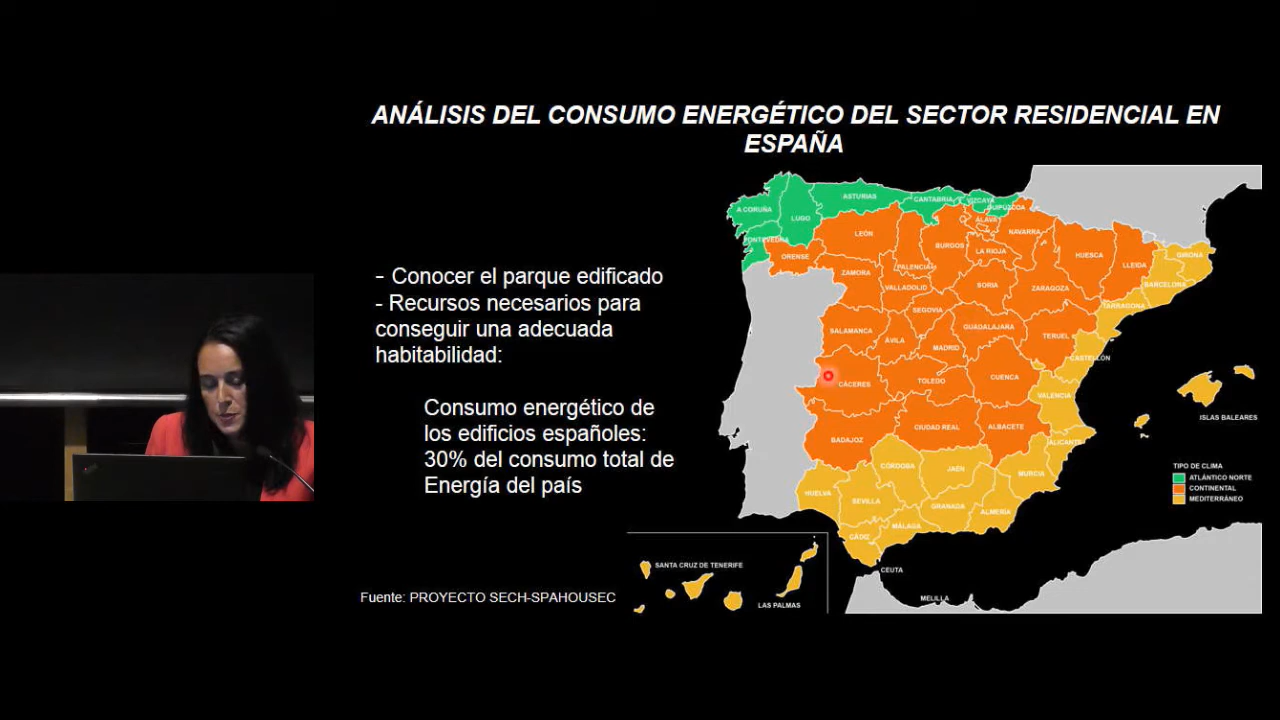 ANÁLISIS DEL CONSUMO ENERGÉTICO DEL SECTOR RESIDENCIAL EN
ESPAÑA
- Conocer el parque edificado
- Recursos necesarios para
conseguir una adecuada
habitabilidad:
Consumo energético de
los edificios españoles:
30% del consumo total de
Energía del país
Fuente: PROYECTO SECH-SPAHOUSEC
A CORUÑA
LUGO
ASTURIAS
CANTABRIA
VIZCAYA
GUIPÚZCOA
ALAVA
PONTEVEDRA
ORENSE
LEÓN
PALENCIA
BURGOS
LA RIOJA
NAVARRA
HUESCA
LLEIDA
GIRONA
BARCELONA
TARRAGONA
ZAMORA
VALLADOLID
SORIA
ZARAGOZA
SEGOVIA
SALAMANCA
ÁVILA
MADRID
GUADALAJARA
TERUEL
CASTELLÓN
CÁCERES
TOLEDO
CUENCA
VALENCIA
ISLAS BALEARES
BADAJOZ
CIUDAD REAL
ALBACETE
ALICANTE
HUELVA
CÓRDOBA
JAÉN
MURCIA
SEVILLA
GRANADA
ALMERÍA
MÁLAGA
CÁDIZ
CEUTA
MELILLA
SANTA CRUZ DE TENERIFE
LAS PALMAS
TIPO DE CLIMA
ATLÁNTICO NORTE
CONTINENTAL
MEDITERRÁNEO